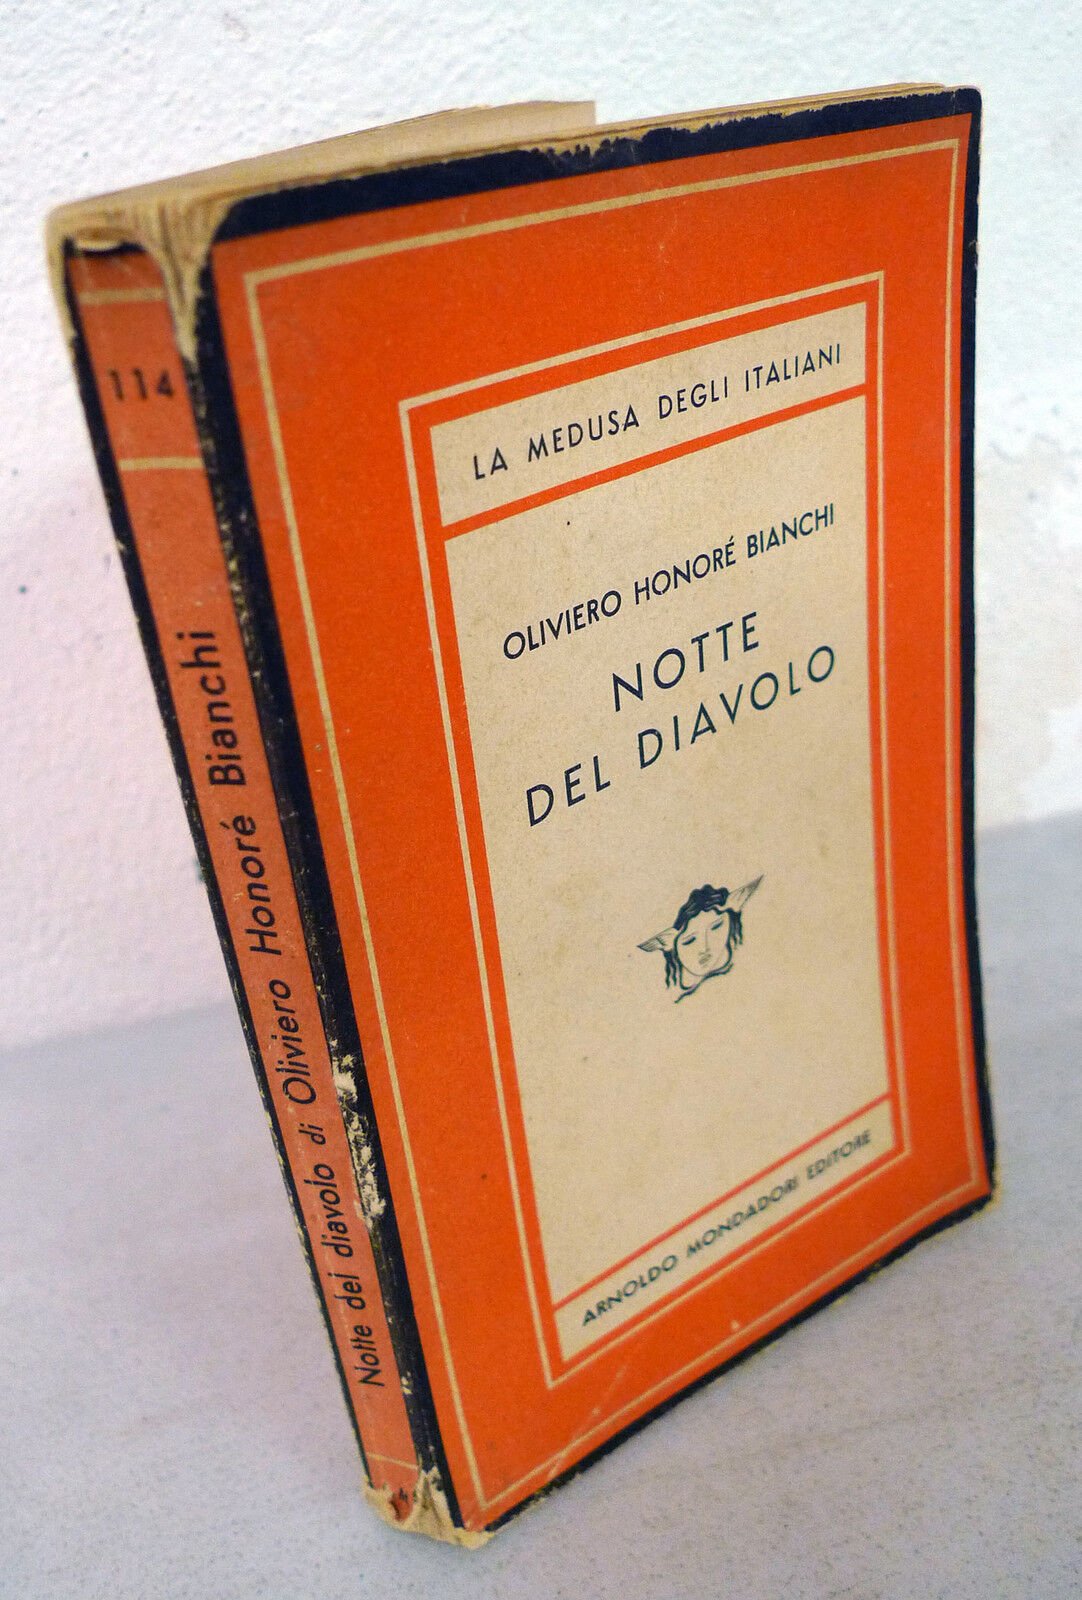 LA MEDUSA DEGLI ITALIANI
OLIVIERO HONORÉ BIANCHI
NOTTE
DEL DIAVOLO
ARNOLDO MONDADORI EDITORE
114
Notte del diavolo di Oliviero Honoré Bianchi